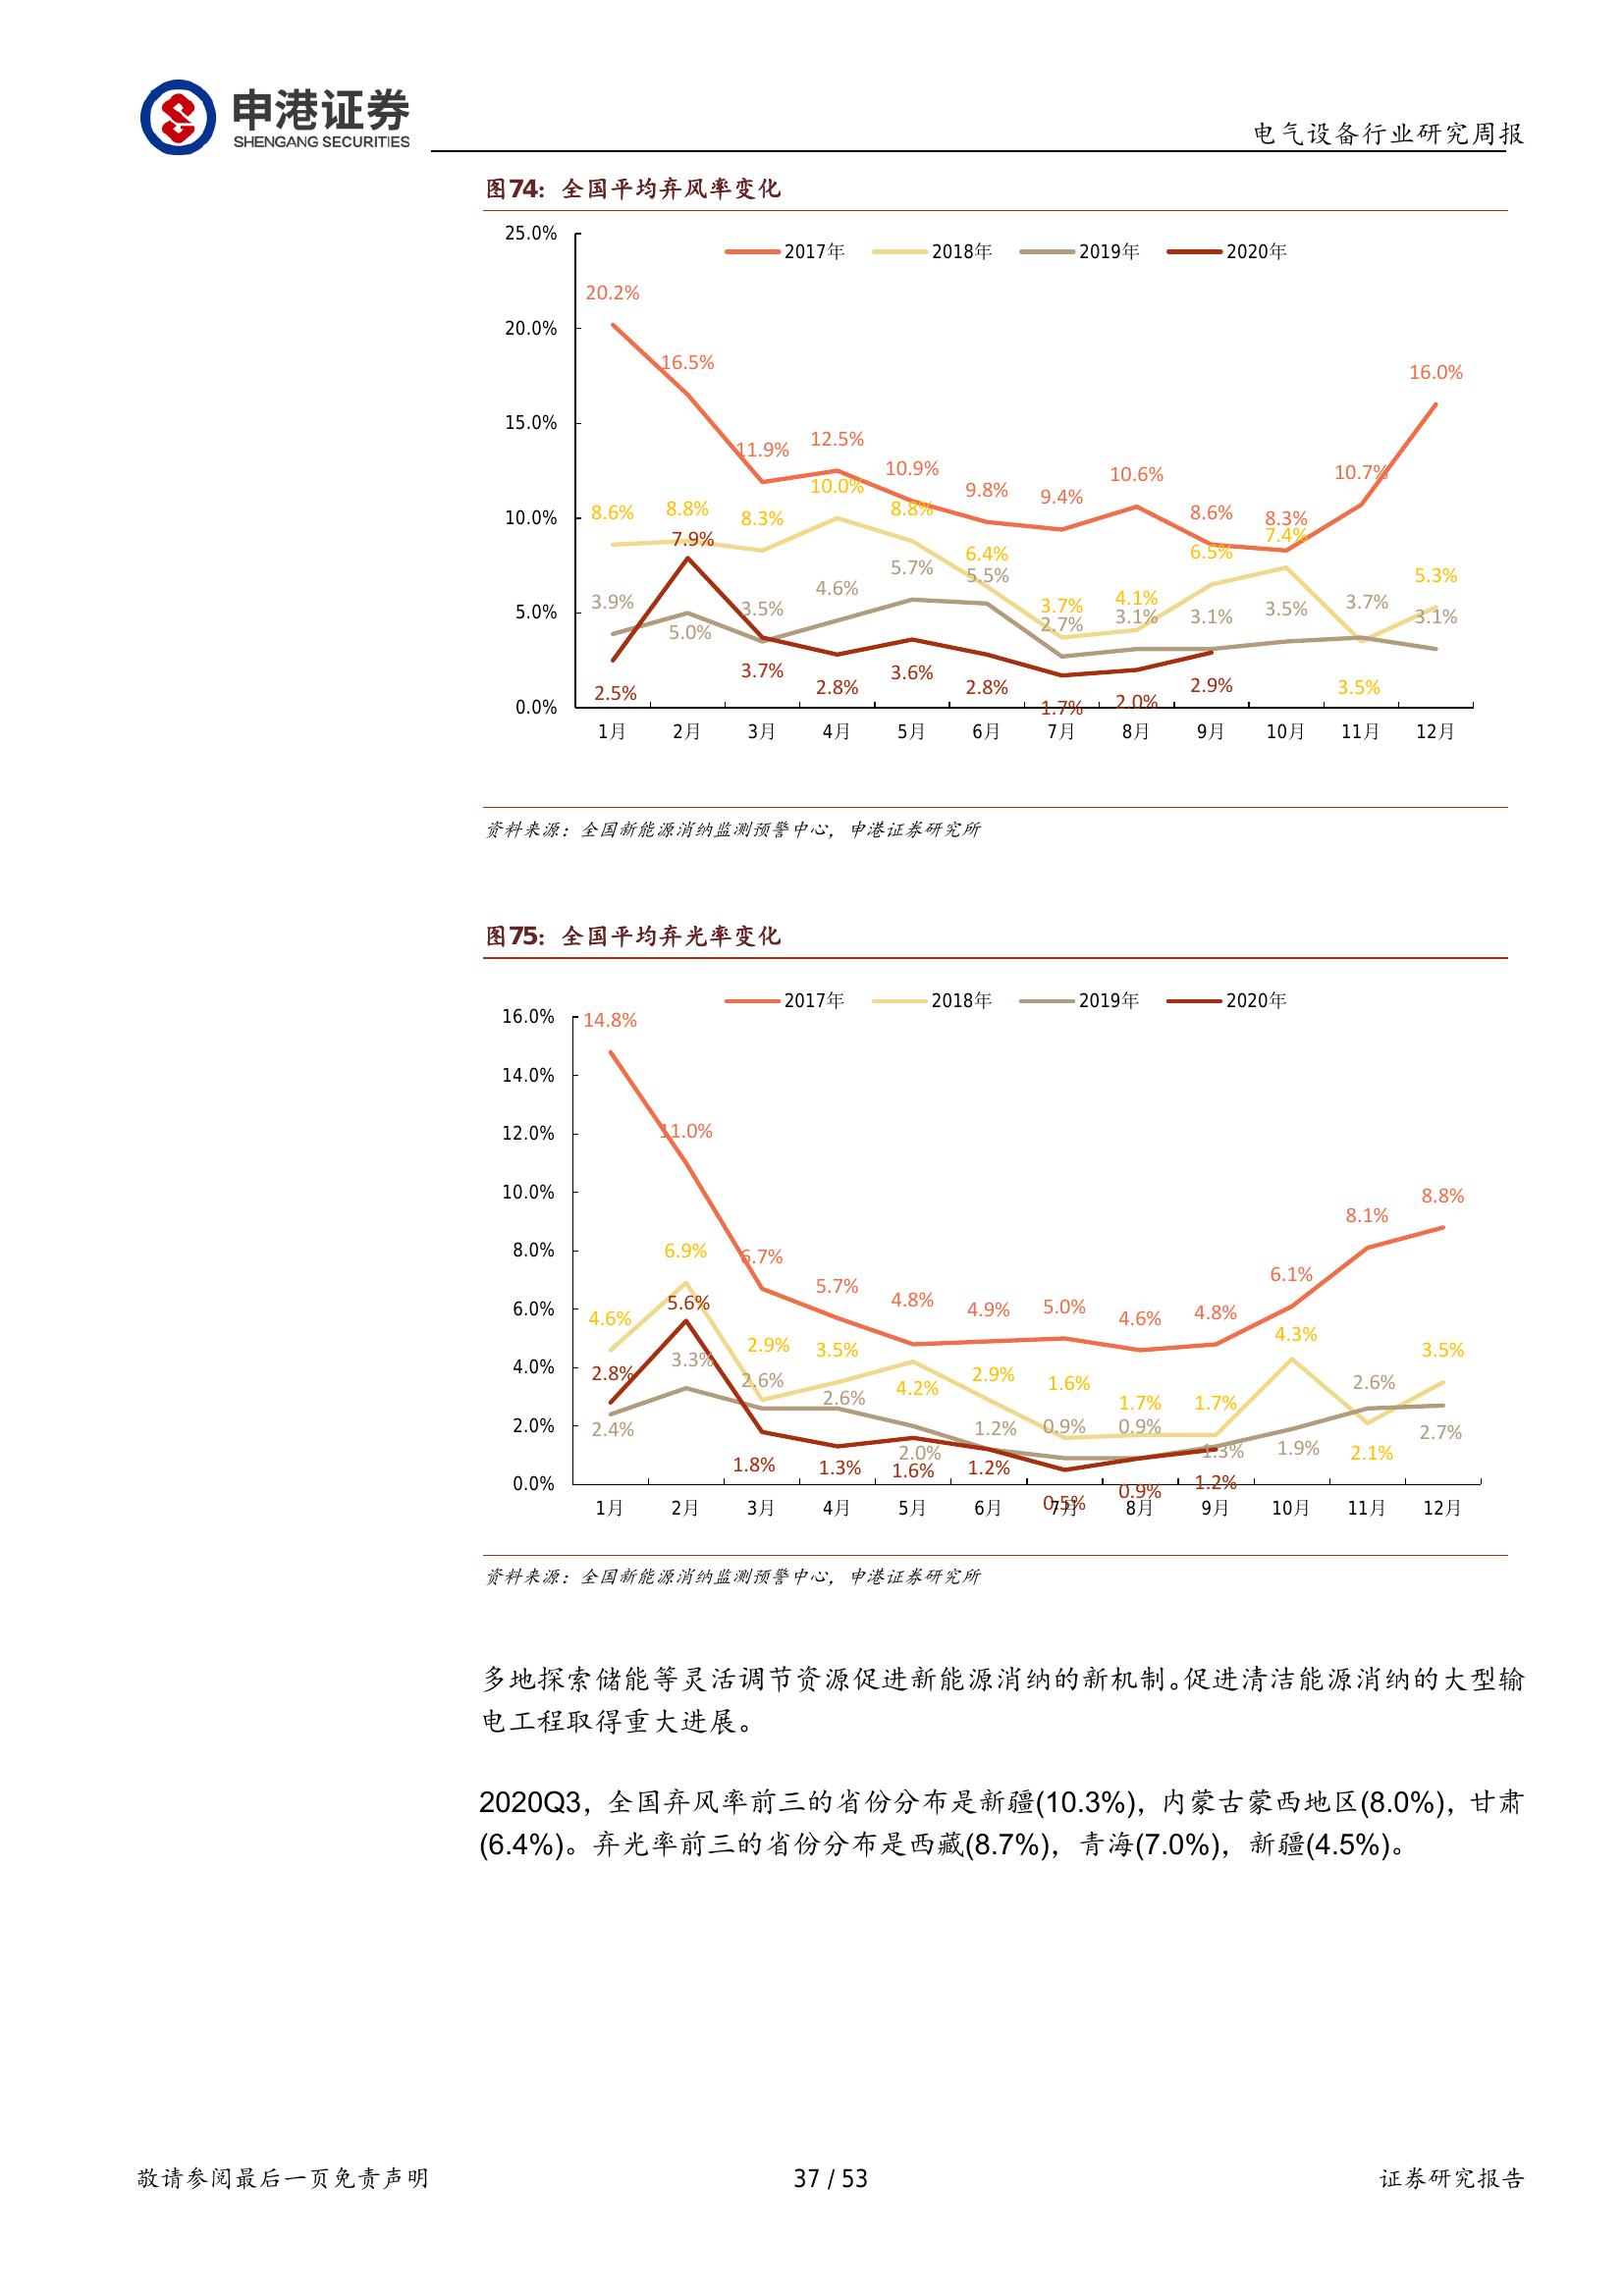 申港证券
SHENGANG SECURITIES
电气设备行业研究周报
图74：全国平均弃风率变化
25.0%
20.0%
15.0%
10.0%
5.0%
0.0%
2017年 2018年 2019年 2020年
20.2% 16.5% 11.9% 12.5% 10.9% 9.8% 9.4% 10.6% 8.6% 8.3% 10.7% 16.0%
8.6% 8.8% 8.3% 10.0% 8.8% 6.4% 3.7% 4.1% 6.5% 7.4% 3.5% 5.3%
3.9% 5.0% 3.5% 4.6% 5.7% 5.5% 2.7% 3.1% 3.1% 3.5% 3.7% 3.1%
2.5% 7.9% 3.7% 2.8% 3.6% 2.8% 1.7% 2.0% 2.9%
1月 2月 3月 4月 5月 6月 7月 8月 9月 10月 11月 12月
资料来源：全国新能源消纳监测预警中心，申港证券研究所
图75：全国平均弃光率变化
2017年 2018年 2019年 2020年
16.0%
14.0%
12.0%
10.0%
8.0%
6.0%
4.0%
2.0%
0.0%
14.8% 11.0% 6.7% 5.7% 4.8% 4.9% 5.0% 4.6% 4.8% 6.1% 8.1% 8.8%
4.6% 6.9% 2.9% 3.5% 4.2% 2.9% 1.6% 1.7% 1.7% 4.3% 2.1% 3.5%
2.4% 3.3% 2.6% 2.6% 2.0% 1.2% 0.9% 0.9% 1.3% 1.9% 2.6% 2.7%
2.8% 5.6% 1.8% 1.3% 1.6% 1.2% 0.5% 0.9% 1.2%
1月 2月 3月 4月 5月 6月 7月 8月 9月 10月 11月 12月
资料来源：全国新能源消纳监测预警中心，申港证券研究所
多地探索储能等灵活调节资源促进新能源消纳的新机制。促进清洁能源消纳的大型输
电工程取得重大进展。
2020Q3，全国弃风率前三的省份分布是新疆(10.3%)，内蒙古蒙西地区(8.0%)，甘肃
(6.4%)。弃光率前三的省份分布是西藏(8.7%)，青海(7.0%)，新疆(4.5%)。
敬请参阅最后一页免责声明
37 / 53
证券研究报告